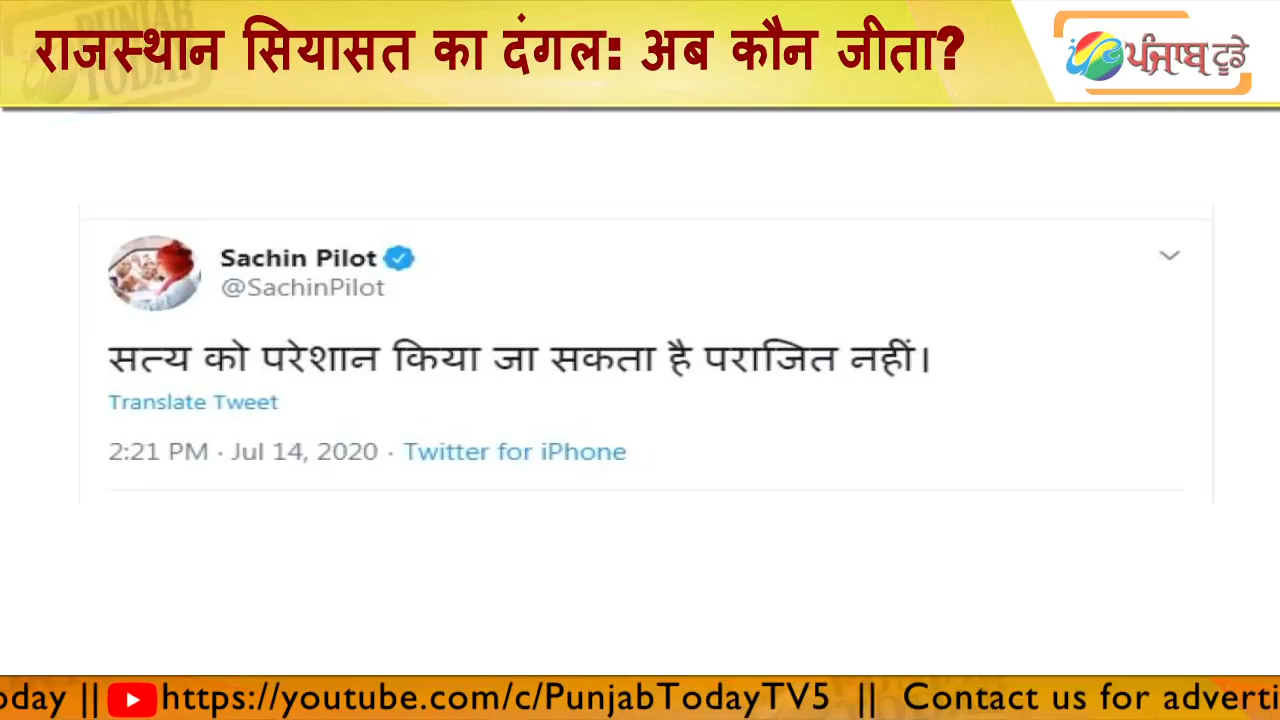 राजस्थान सियासत का दंगल: अब कौन जीता?
ਪੰਜਾਬ ਟੂਡੇ
Sachin Pilot
@SachinPilot
सत्य को परेशान किया जा सकता है पराजित नहीं।
Translate Tweet
2:21 PM · Jul 14, 2020 · Twitter for iPhone
oday || https://youtube.com/c/PunjabTodayTV5 || Contact us for adverti